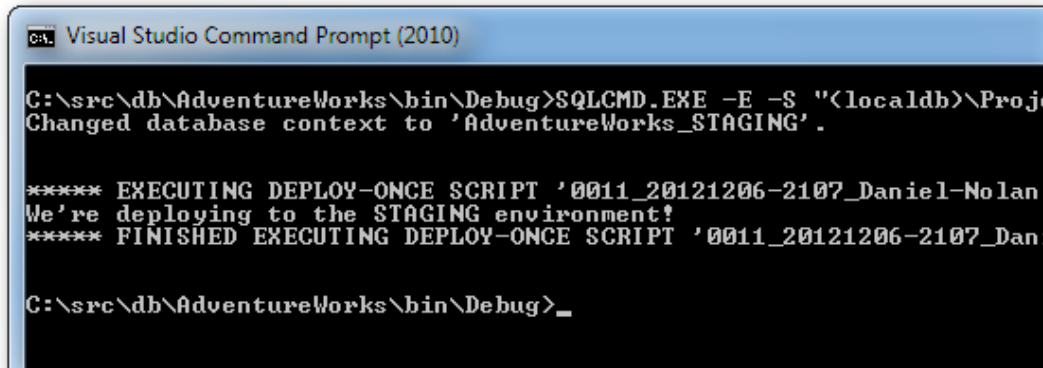 Visual Studio Command Prompt (2010)
C:\src\db\AdventureWorks\bin\Debug>SQLCMD.EXE -E -S "(localdb)\Proje
Changed database context to 'AdventureWorks_STAGING'.
***** EXECUTING DEPLOY-ONCE SCRIPT '0011_20121206-2107_Daniel-Nolan
We're deploying to the STAGING environment!
***** FINISHED EXECUTING DEPLOY-ONCE SCRIPT '0011_20121206-2107_Dan
C:\src\db\AdventureWorks\bin\Debug>_